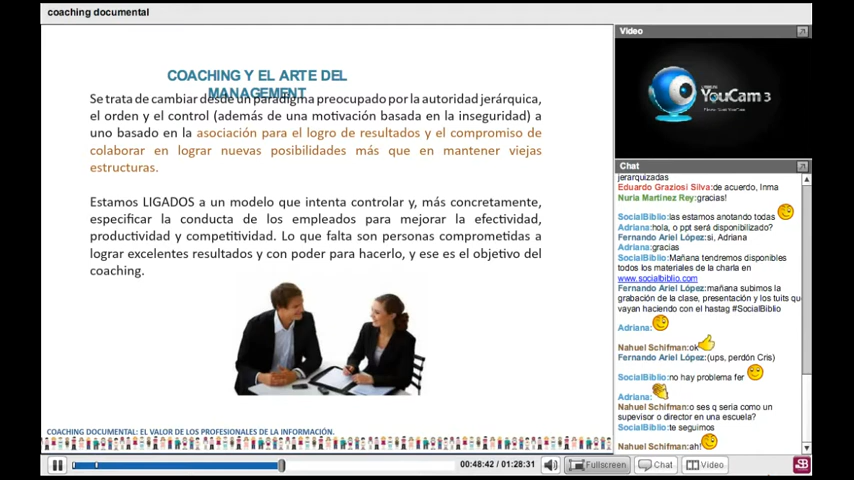 coaching documental
COACHING Y EL ARTE DEL
MANAGEMENT
Se trata de cambiar desde un paradigma preocupado por la autoridad jerárquica,
el orden y el control (además de una motivación basada en la inseguridad) a
uno basado en la asociación para el logro de resultados y el compromiso de
colaborar en lograr nuevas posibilidades más que en mantener viejas
estructuras.
Estamos LIGADOS a un modelo que intenta controlar y, más concretamente,
especificar la conducta de los empleados para mejorar la efectividad,
productividad y competitividad. Lo que falta son personas comprometidas a
lograr excelentes resultados y con poder para hacerlo, y ese es el objetivo del
coaching.
COACHING DOCUMENTAL: EL VALOR DE LOS PROFESIONALES DE LA INFORMACIÓN.
Video
YouCam 3
Chat
jerarquizadas
Eduardo Graziosi Silva:de acuerdo, Inma
Nuria Martínez Rey:gracias!
SocialBiblio:las estamos anotando todas
Adriana:hola, o ppt será disponibilizado?
Fernando Ariel López:si, Adriana
Adriana:gracias
SocialBiblio:Mañana tendremos disponibles
todos los materiales de la charla en
www.socialbiblio.com
Fernando Ariel López:mañana subimos la
grabación de la clase, presentación y los tuits que
vayan haciendo con el hastag #SocialBiblio
Adriana:
Nahuel Schifman:ok
Fernando Ariel López:(ups, perdón Cris)
SocialBiblio:no hay problema fer
Adriana:
Nahuel Schifman:o ses q seria como un
supevisor o director en una escuela?
SocialBiblio:te seguimos
Nahuel Schifman:ah!
00:48:42 / 01:28:31
Fullscreen
Chat
Video